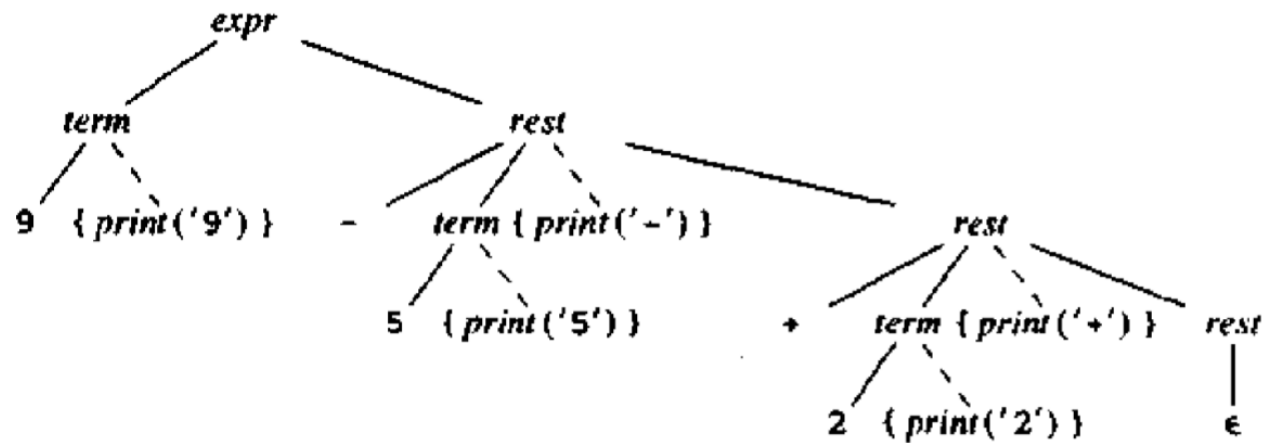 expr
term rest
9 { print('9') } - term { print('-') } rest
5 { print('5') } + term { print('+') } rest
2 { print('2') } ϵ